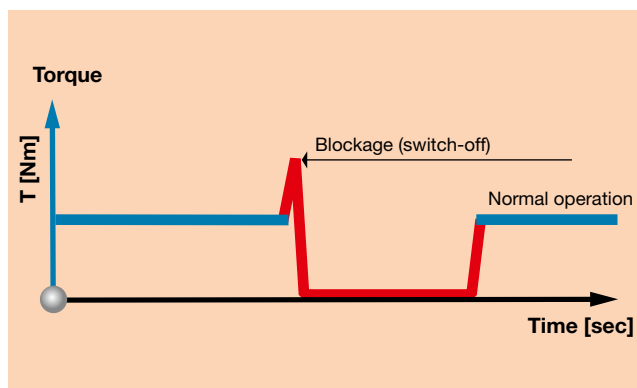 Torque
T [Nm]
Blockage (switch-off)
Normal operation
Time [sec]